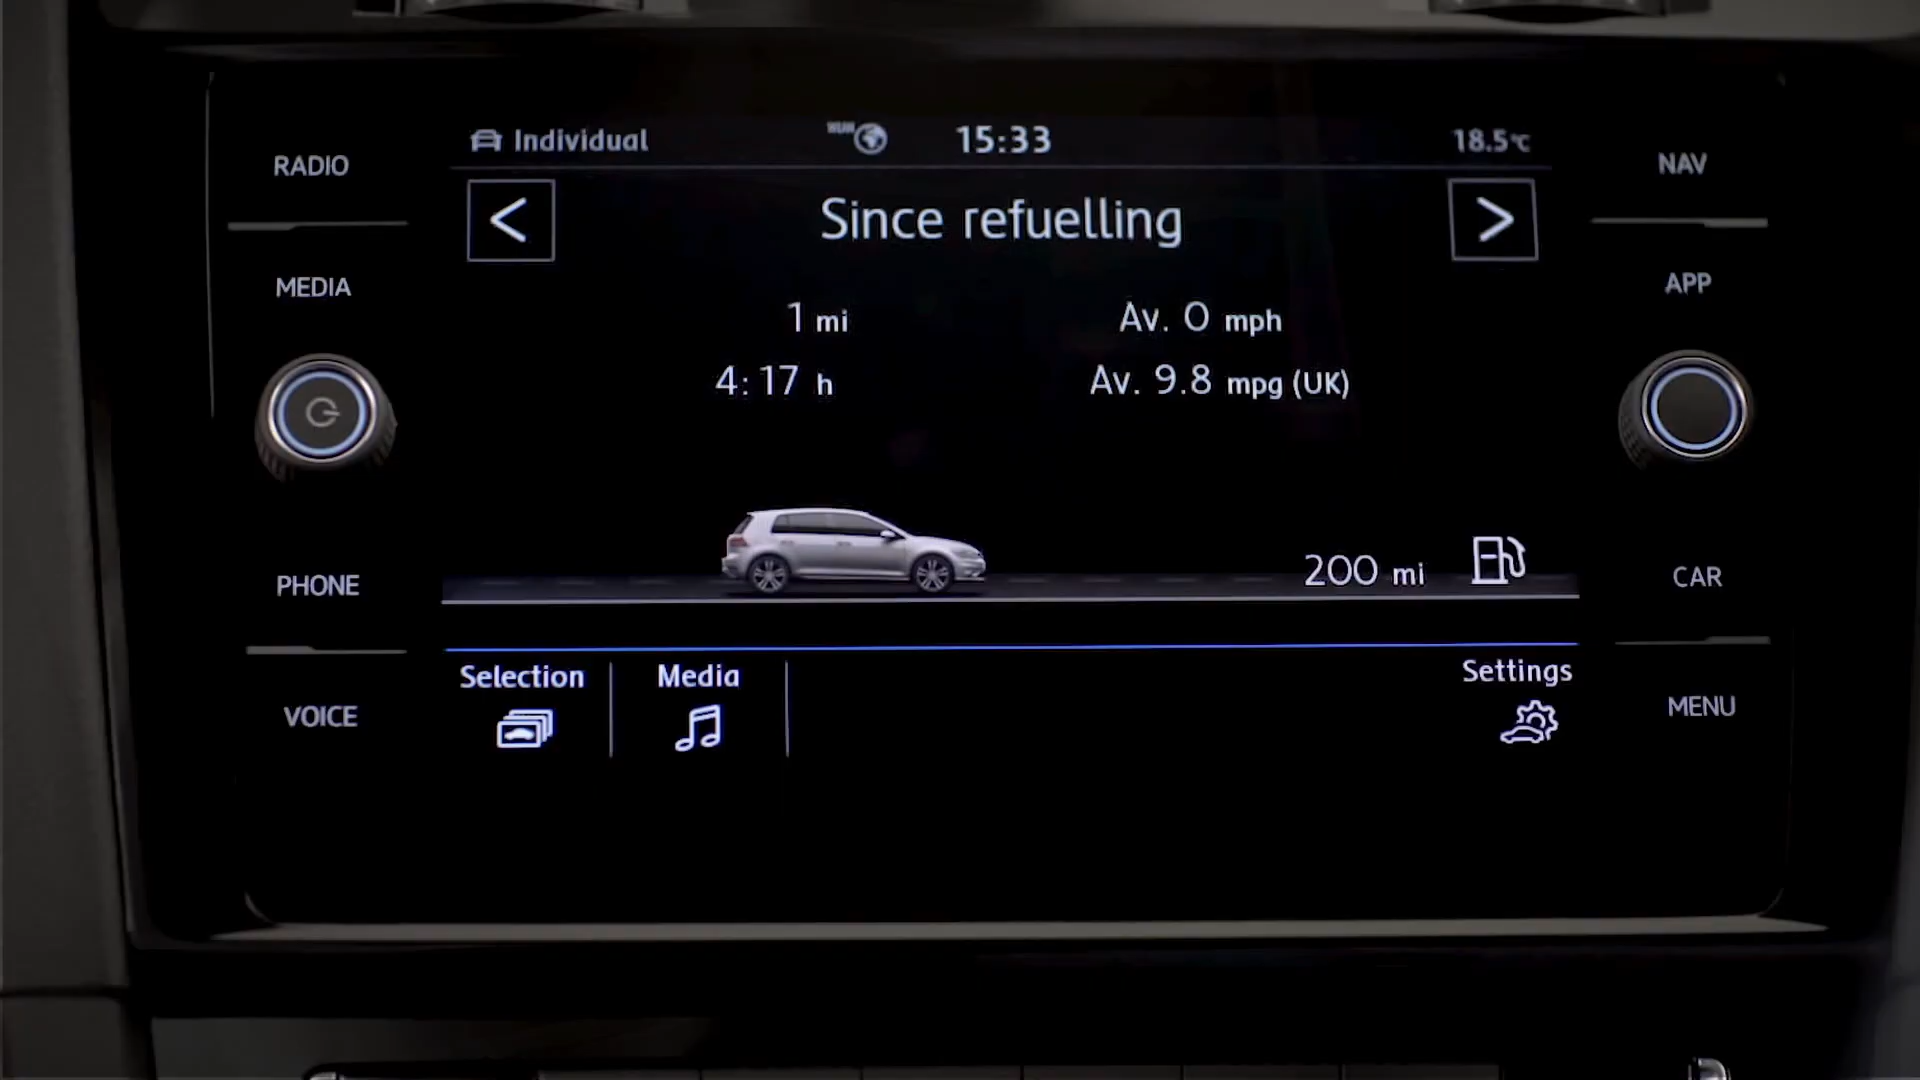 Individual
WLAN
15:33
18.5°C
RADIO
NAV
<
Since refuelling
>
MEDIA
APP
1 mi
Av. 0 mph
4:17 h
Av. 9.8 mpg (UK)
PHONE
200 mi
CAR
Selection
Media
Settings
VOICE
MENU